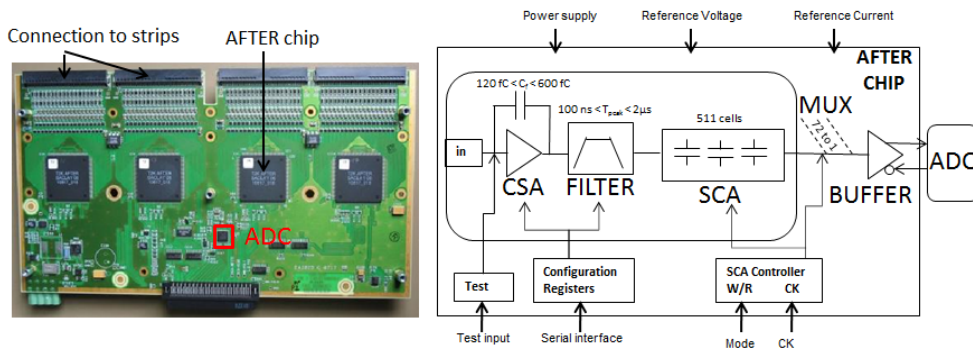 Connection to strips
AFTER chip
ADC
Power supply
Reference Voltage
Reference Current
AFTER
CHIP
120 fC < Cf < 600 fC
100 ns < Tpeak < 2µs
511 cells
MUX
72 to 1
in
CSA
FILTER
SCA
BUFFER
ADC
Test
Configuration
Registers
SCA Controller
W/R CK
Test input
Serial interface
Mode
CK